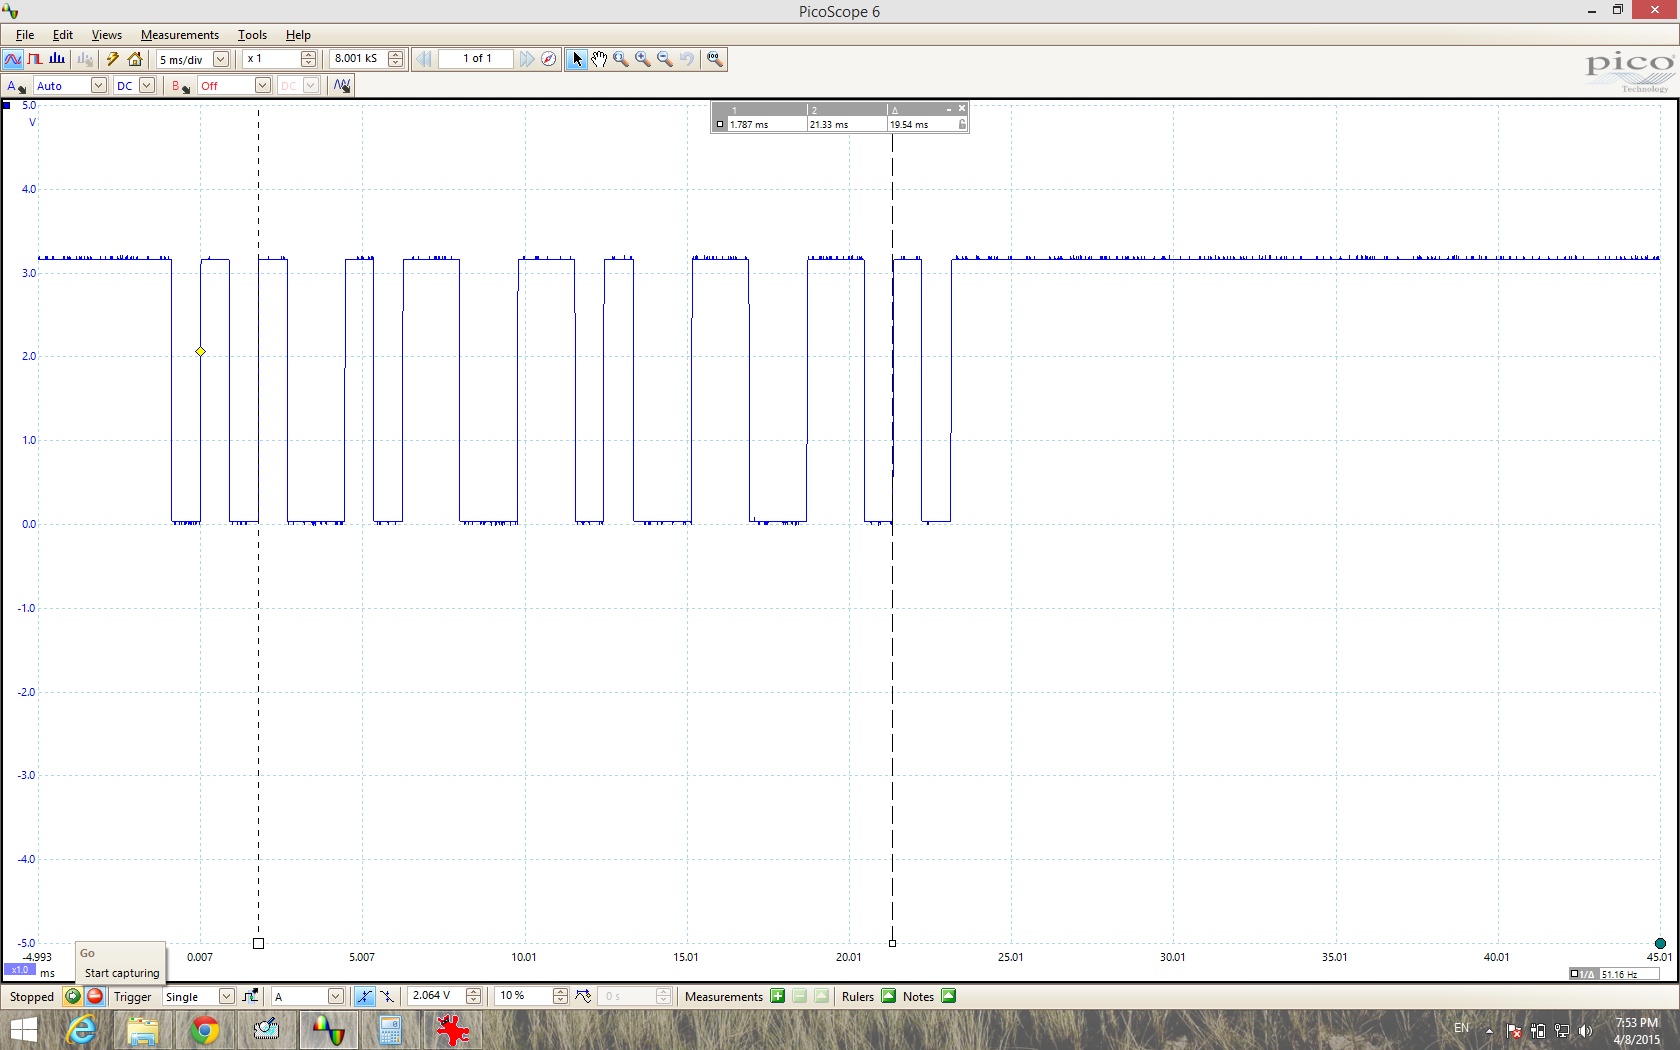 PicoScope 6
File Edit Views Measurements Tools Help
5 ms/div x 1 8.001 kS 1 of 1
pico
Technology
A Auto DC B Off DC
5.0
V
1 2 Δ
1.787 ms 21.33 ms 19.54 ms
4.0
3.0
2.0
1.0
0.0
-1.0
-2.0
-3.0
-4.0
-5.0
-4.993 0.007 5.007 10.01 15.01 20.01 25.01 30.01 35.01 40.01 45.01
x1.0 ms
Go
Start capturing
1/Δ 51.16 Hz
Stopped Trigger Single A 2.064 V 10 % 0 s Measurements Rulers Notes
EN
7:53 PM
4/8/2015